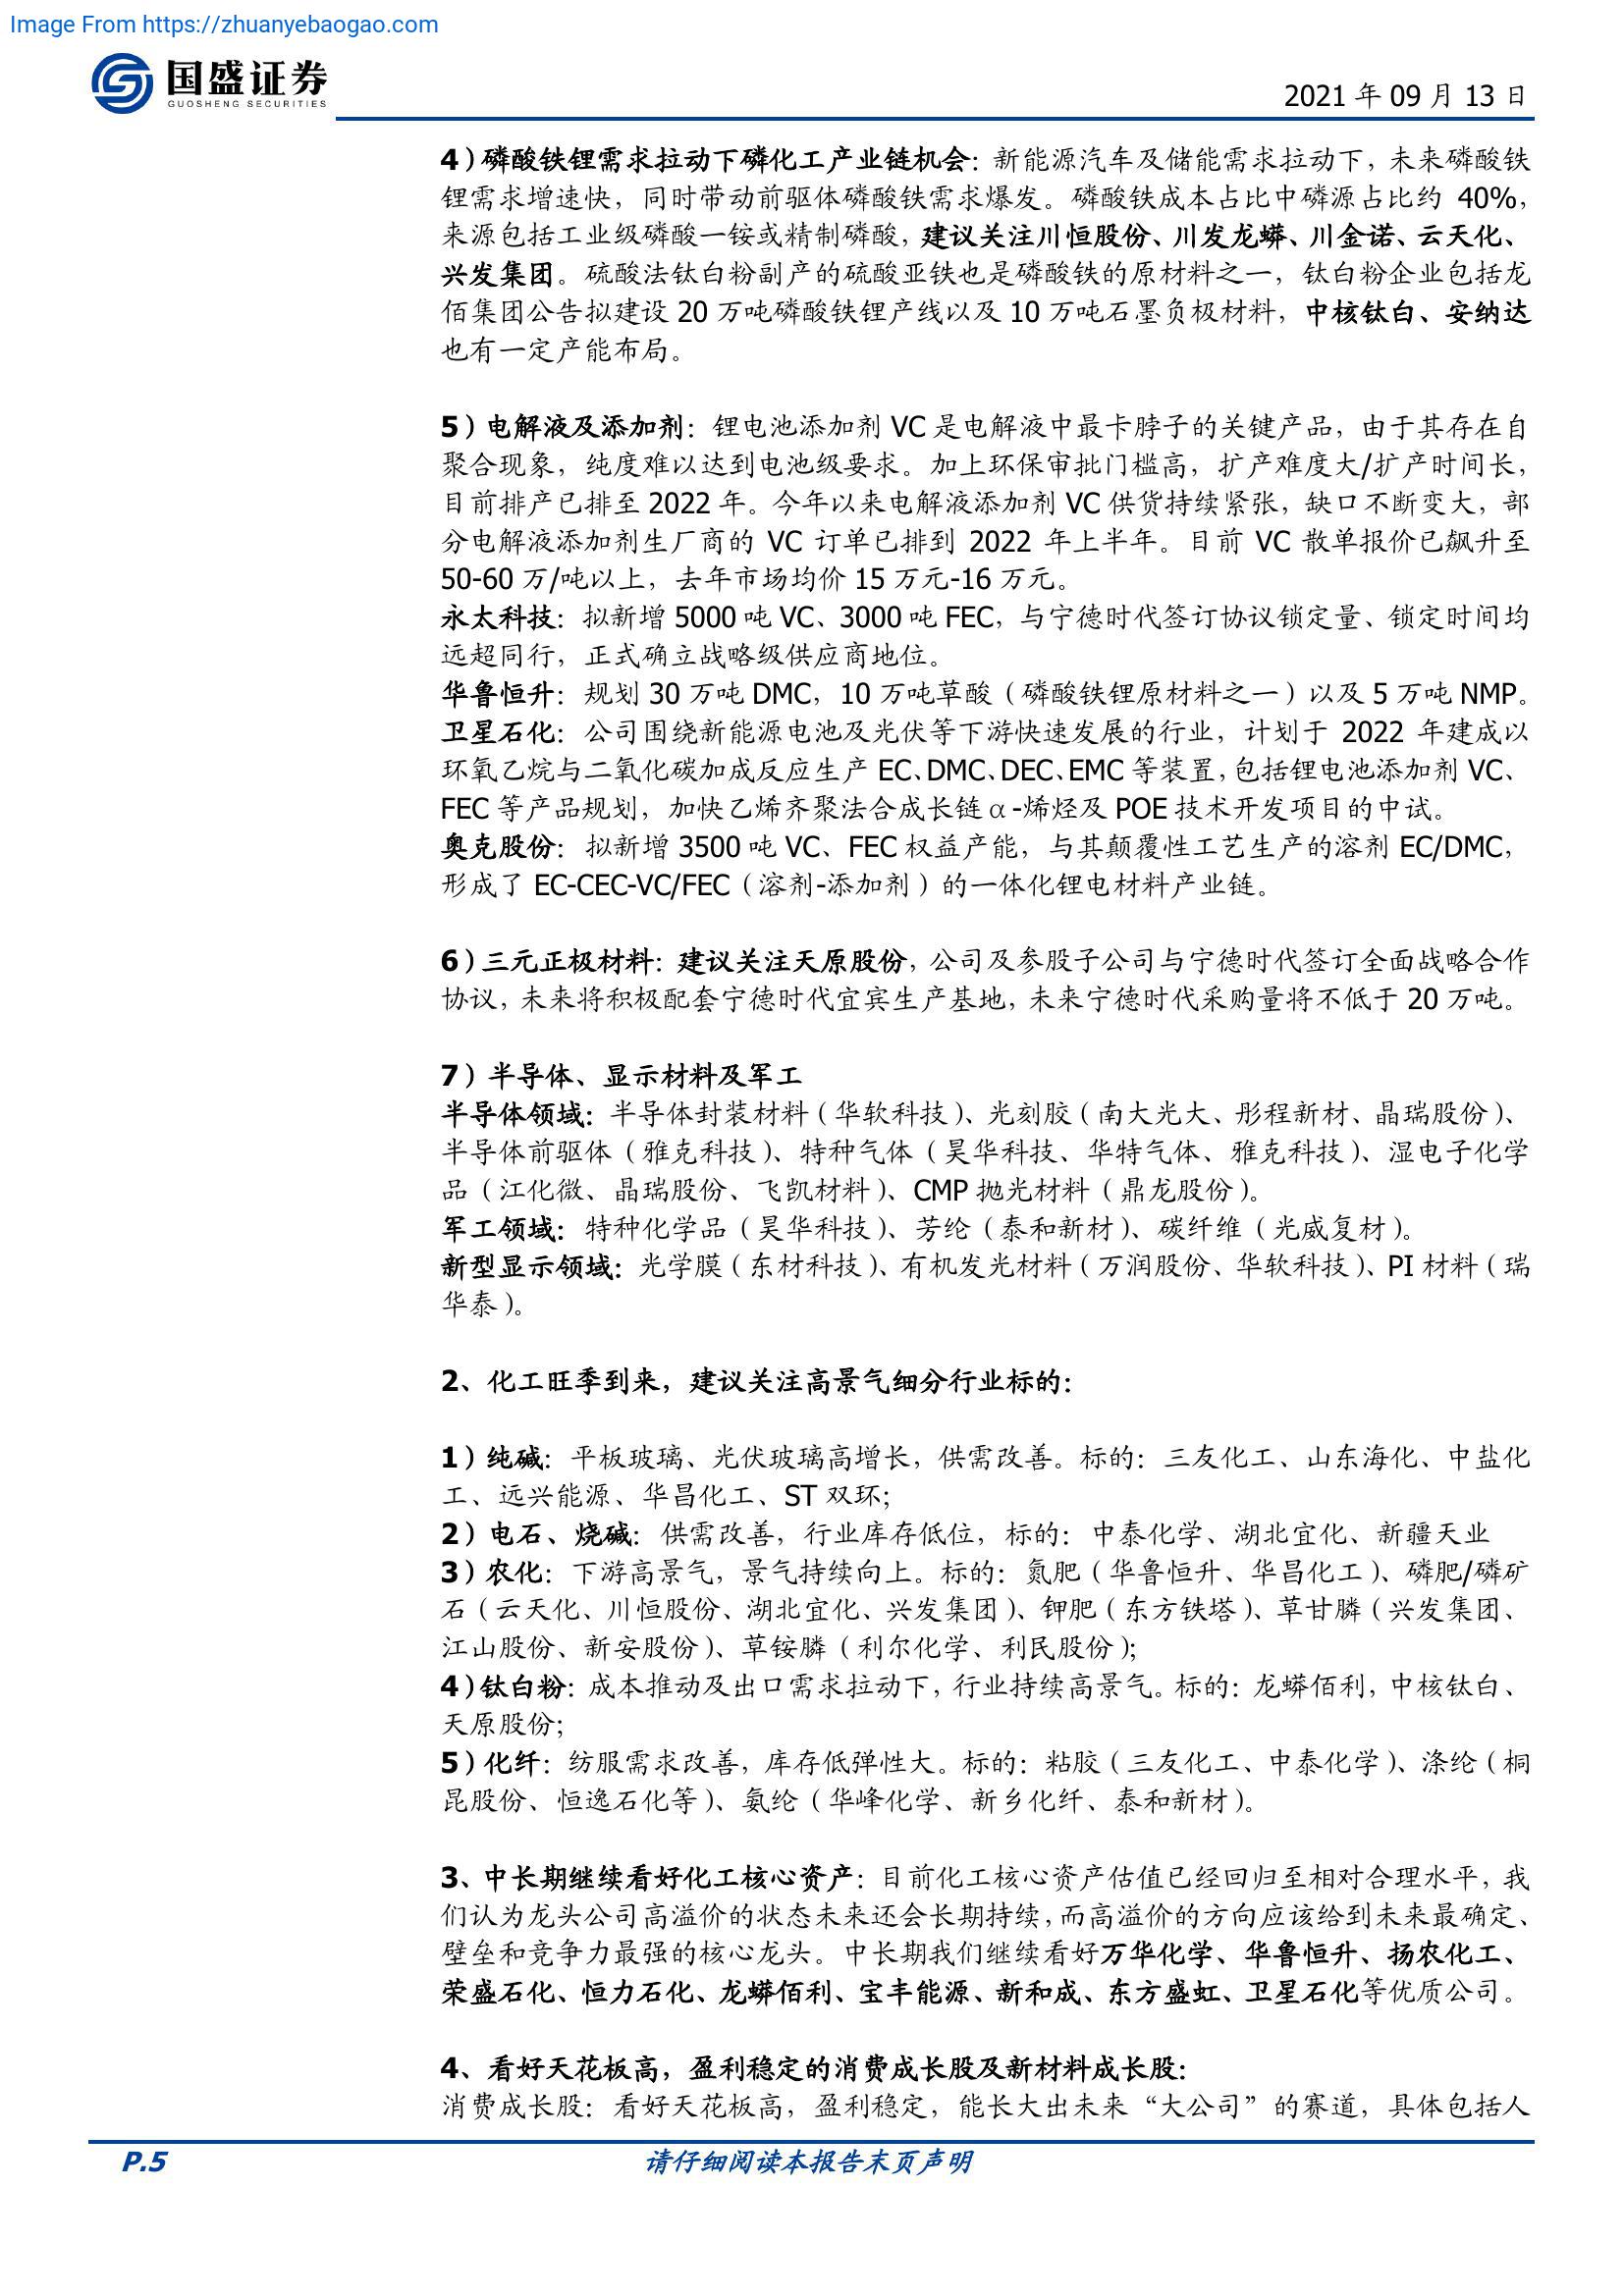 Image From https://zhuanyebaogao.com
国盛证券
GUOSHENG SECURITIES
2021 年 09 月 13 日
4）磷酸铁锂需求拉动下磷化工产业链机会：新能源汽车及储能需求拉动下，未来磷酸铁
锂需求增速快，同时带动前驱体磷酸铁需求爆发。磷酸铁成本占比中磷源占比约 40%，
来源包括工业级磷酸一铵或精制磷酸，建议关注川恒股份、川发龙蟒、川金诺、云天化、
兴发集团。硫酸法钛白粉副产的硫酸亚铁也是磷酸铁的原材料之一，钛白粉企业包括龙
佰集团公告拟建设 20 万吨磷酸铁锂产线以及 10 万吨石墨负极材料，中核钛白、安纳达
也有一定产能布局。
5）电解液及添加剂：锂电池添加剂 VC 是电解液中最卡脖子的关键产品，由于其存在自
聚合现象，纯度难以达到电池级要求。加上环保审批门槛高，扩产难度大/扩产时间长，
目前排产已排至 2022 年。今年以来电解液添加剂 VC 供货持续紧张，缺口不断变大，部
分电解液添加剂生厂商的 VC 订单已排到 2022 年上半年。目前 VC 散单报价已飙升至
50-60 万/吨以上，去年市场均价 15 万元-16 万元。
永太科技：拟新增 5000 吨 VC、3000 吨 FEC，与宁德时代签订协议锁定量、锁定时间均
远超同行，正式确立战略级供应商地位。
华鲁恒升：规划 30 万吨 DMC，10 万吨草酸（磷酸铁锂原材料之一）以及 5 万吨 NMP。
卫星石化：公司围绕新能源电池及光伏等下游快速发展的行业，计划于 2022 年建成以
环氧乙烷与二氧化碳加成反应生产 EC、DMC、DEC、EMC 等装置，包括锂电池添加剂 VC、
FEC 等产品规划，加快乙烯齐聚法合成长链α-烯烃及 POE 技术开发项目的中试。
奥克股份：拟新增 3500 吨 VC、FEC 权益产能，与其颠覆性工艺生产的溶剂 EC/DMC，
形成了 EC-CEC-VC/FEC（溶剂-添加剂）的一体化锂电材料产业链。
6）三元正极材料：建议关注天原股份，公司及参股子公司与宁德时代签订全面战略合作
协议，未来将积极配套宁德时代宜宾生产基地，未来宁德时代采购量将不低于 20 万吨。
7）半导体、显示材料及军工
半导体领域：半导体封装材料（华软科技）、光刻胶（南大光大、彤程新材、晶瑞股份）、
半导体前驱体（雅克科技）、特种气体（昊华科技、华特气体、雅克科技）、湿电子化学
品（江化微、晶瑞股份、飞凯材料）、CMP 抛光材料（鼎龙股份）。
军工领域：特种化学品（昊华科技）、芳纶（泰和新材）、碳纤维（光威复材）。
新型显示领域：光学膜（东材科技）、有机发光材料（万润股份、华软科技）、PI 材料（瑞
华泰）。
2、化工旺季到来，建议关注高景气细分行业标的：
1）纯碱：平板玻璃、光伏玻璃高增长，供需改善。标的：三友化工、山东海化、中盐化
工、远兴能源、华昌化工、ST 双环；
2）电石、烧碱：供需改善，行业库存低位，标的：中泰化学、湖北宜化、新疆天业
3）农化：下游高景气，景气持续向上。标的：氮肥（华鲁恒升、华昌化工）、磷肥/磷矿
石（云天化、川恒股份、湖北宜化、兴发集团）、钾肥（东方铁塔）、草甘膦（兴发集团、
江山股份、新安股份）、草铵膦（利尔化学、利民股份）；
4）钛白粉：成本推动及出口需求拉动下，行业持续高景气。标的：龙蟒佰利，中核钛白、
天原股份；
5）化纤：纺服需求改善，库存低弹性大。标的：粘胶（三友化工、中泰化学）、涤纶（桐
昆股份、恒逸石化等）、氨纶（华峰化学、新乡化纤、泰和新材）。
3、中长期继续看好化工核心资产：目前化工核心资产估值已经回归至相对合理水平，我
们认为龙头公司高溢价的状态未来还会长期持续，而高溢价的方向应该给到未来最确定、
壁垒和竞争力最强的核心龙头。中长期我们继续看好万华化学、华鲁恒升、扬农化工、
荣盛石化、恒力石化、龙蟒佰利、宝丰能源、新和成、东方盛虹、卫星石化等优质公司。
4、看好天花板高，盈利稳定的消费成长股及新材料成长股：
消费成长股：看好天花板高，盈利稳定，能长大出未来“大公司”的赛道，具体包括人
P.5
请仔细阅读本报告末页声明